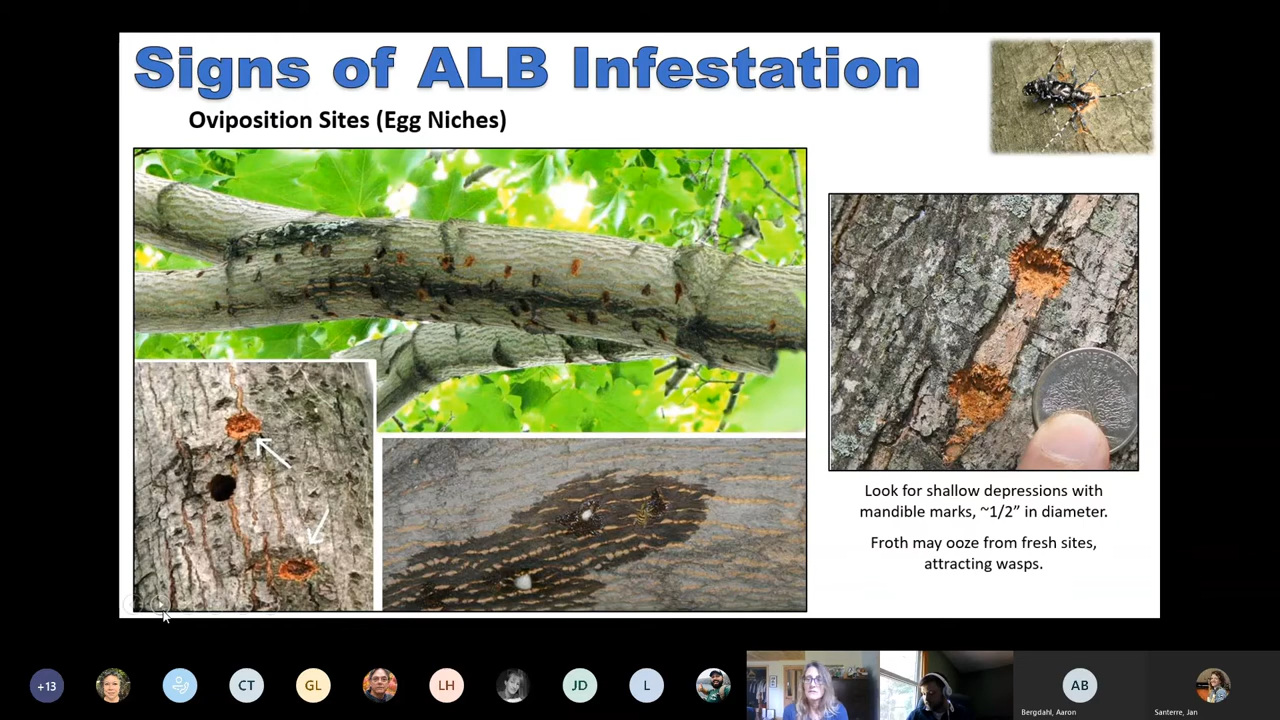 Signs of ALB Infestation
Oviposition Sites (Egg Niches)
Look for shallow depressions with
mandible marks, ~1/2” in diameter.
Froth may ooze from fresh sites,
attracting wasps.
+13
CT
GL
LH
JD
L
AB
Bergdahl, Aaron
Santerre, Jan